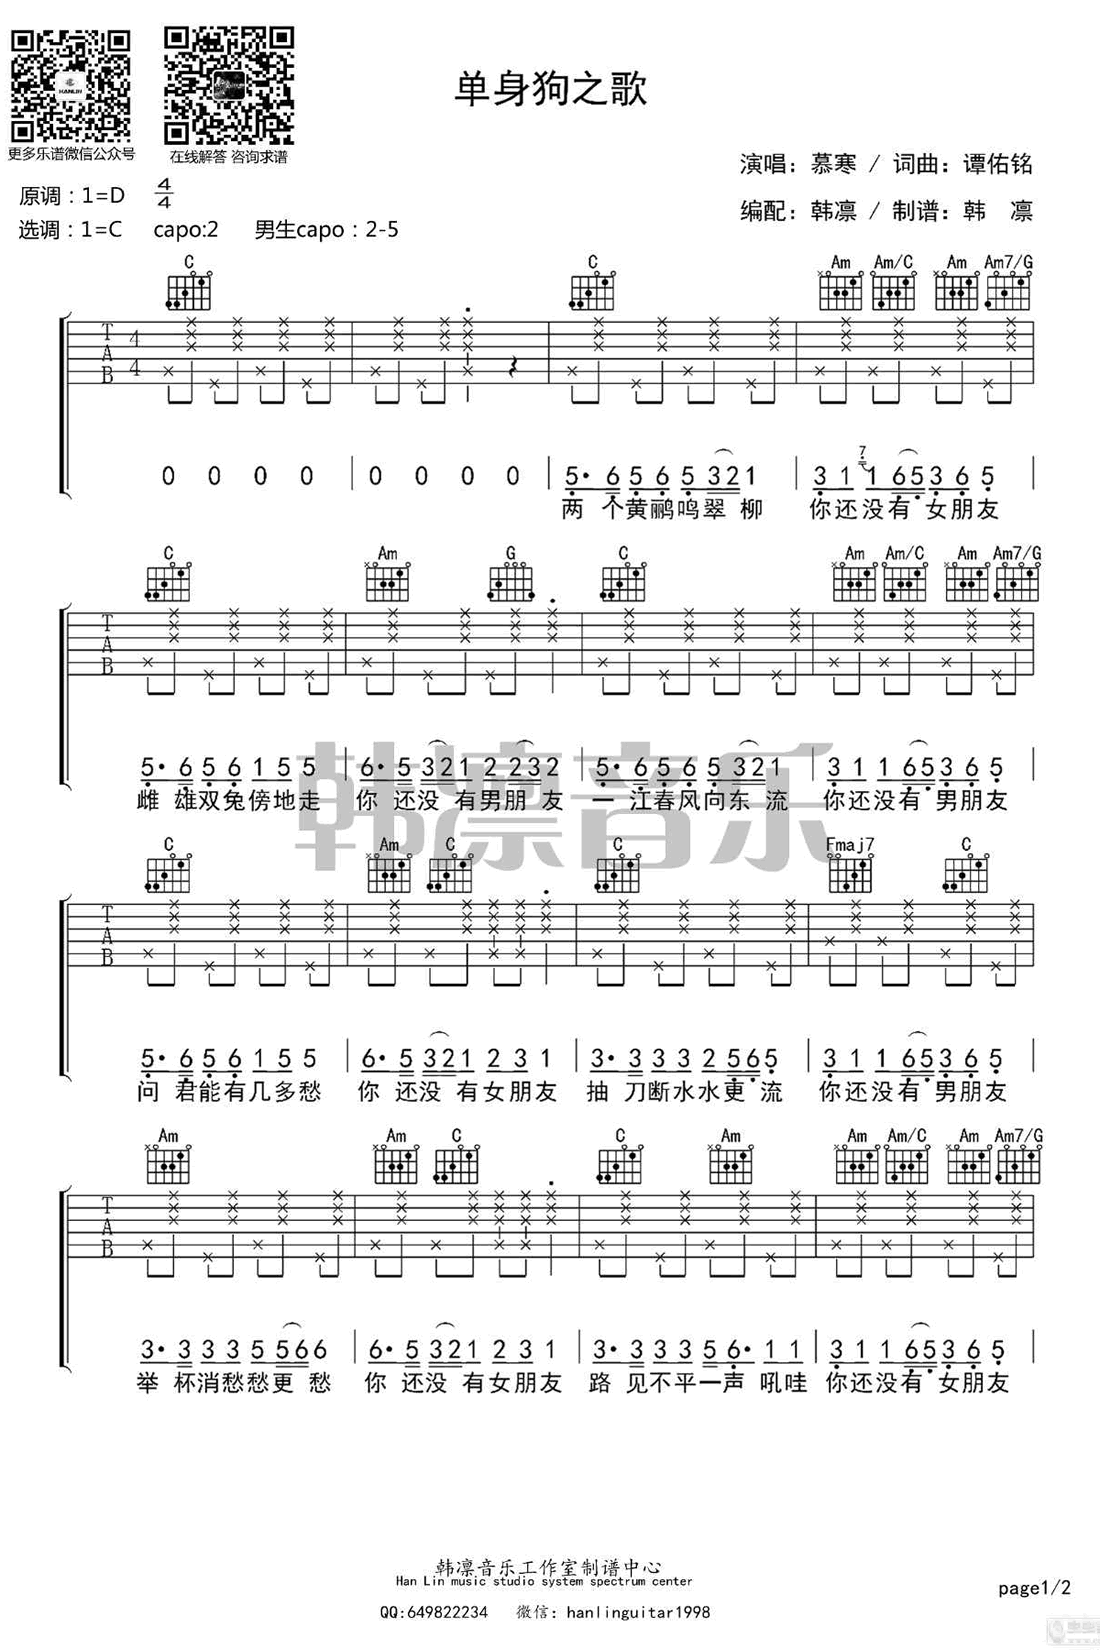 单身狗之歌
更多乐谱微信公众号
在线解答 咨询求谱
演唱：慕寒 / 词曲：谭佑铭
原调：1=D 4/4
选调：1=C capo:2 男生capo：2-5
编配：韩凛 / 制谱：韩 凛
C C Am Am/C Am Am7/G
T A B 4 4
0 0 0 0 | 0 0 0 0 | 5· 6 5 6 5 3 2 1 | 3 1 1 6 5 3 6 5
两 个黄鹂鸣翠 柳 你还没有 女朋友
C Am G C Am Am/C Am Am7/G
T A B
5· 6 5 6 1 5 5 | 6· 5 3 2 1 2 2 3 2 | 5· 6 5 6 5 3 2 1 | 3 1 1 6 5 3 6 5
雌 雄双兔傍地走 你 还没 有男朋 友 一 江春风向东 流 你还没有 男朋友
韩凛音乐
C Am C C Fmaj7 C
T A B
5· 6 5 6 1 5 5 | 6· 5 3 2 1 2 3 1 | 3· 3 3 3 2 5 6 5 | 3 1 1 6 5 3 6 5
问 君能有几多愁 你 还没 有女朋友 抽 刀断水水更 流 你还没有 男朋友
Am Am C C Am Am Am/C Am Am7/G
T A B
3· 3 3 3 5 5 6 6 | 6· 5 3 2 1 2 3 1 | 3· 3 3 3 5 6· 1 1 | 3 1 1 6 5 3 6 5
举 杯消愁愁更 愁 你 还没 有女朋友 路 见不平一声 吼哇 你还没有 女朋友
韩凛音乐工作室制谱中心
Han Lin music studio system spectrum center
QQ:649822234 微信：hanlinguitar1998
page1/2